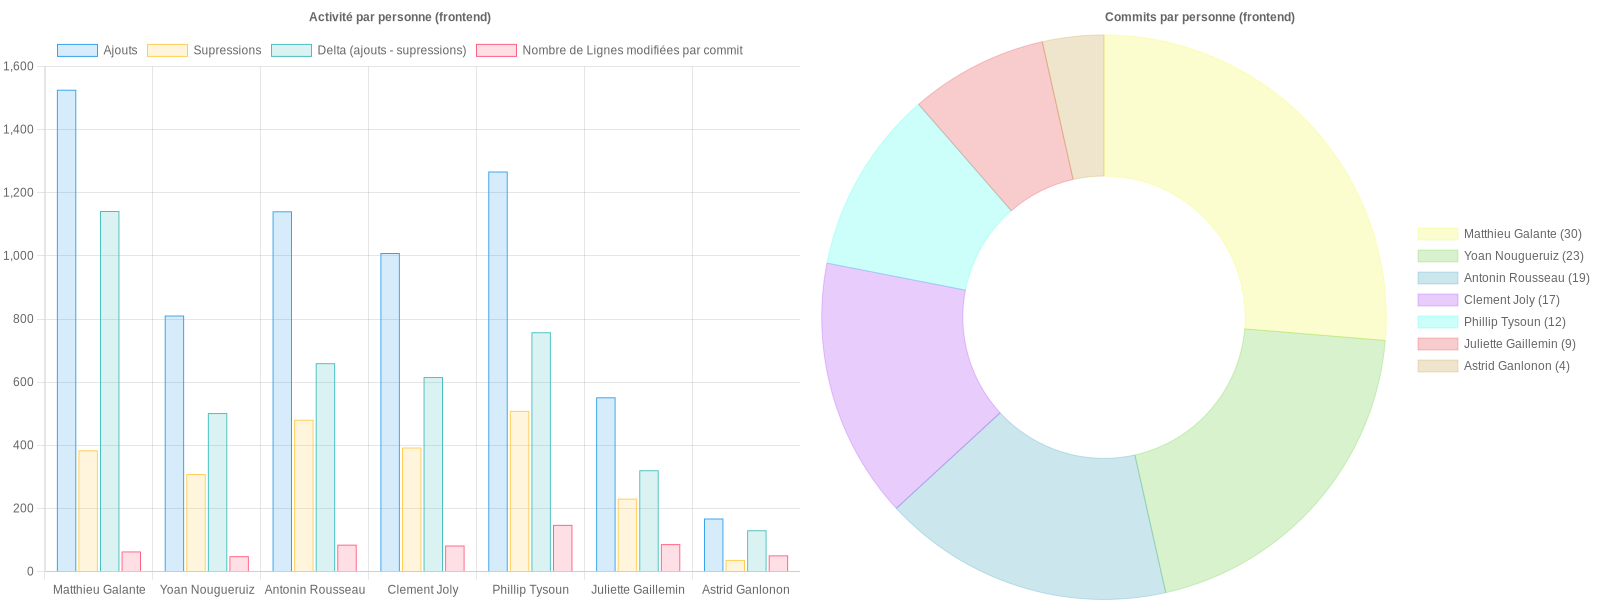 Activité par personne (frontend)
Ajouts
Supressions
Delta (ajouts - supressions)
Nombre de Lignes modifiées par commit
1,600
1,400
1,200
1,000
800
600
400
200
0
Matthieu Galante
Yoan Nougueruiz
Antonin Rousseau
Clement Joly
Phillip Tysoun
Juliette Gaillemin
Astrid Ganlonon
Commits par personne (frontend)
Matthieu Galante (30)
Yoan Nougueruiz (23)
Antonin Rousseau (19)
Clement Joly (17)
Phillip Tysoun (12)
Juliette Gaillemin (9)
Astrid Ganlonon (4)